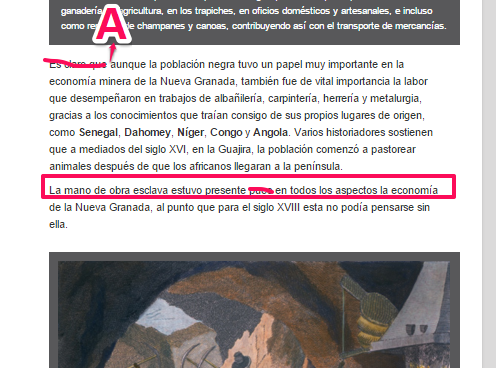 ganadería agricultura, en los trapiches, en oficios domésticos y artesanales, e incluso
como de champanes y canoas, contribuyendo así con el transporte de mercancías.
A
Es claro que aunque la población negra tuvo un papel muy importante en la
economía minera de la Nueva Granada, también fue de vital importancia la labor
que desempeñaron en trabajos de albañilería, carpintería, herrería y metalurgia,
gracias a los conocimientos que traían consigo de sus propios lugares de origen,
como Senegal, Dahomey, Níger, Congo y Angola. Varios historiadores sostienen
que a mediados del siglo XVI, en la Guajira, la población comenzó a pastorear
animales después de que los africanos llegaran a la península.
La mano de obra esclava estuvo presente pues en todos los aspectos la economía
de la Nueva Granada, al punto que para el siglo XVIII esta no podía pensarse sin
ella.